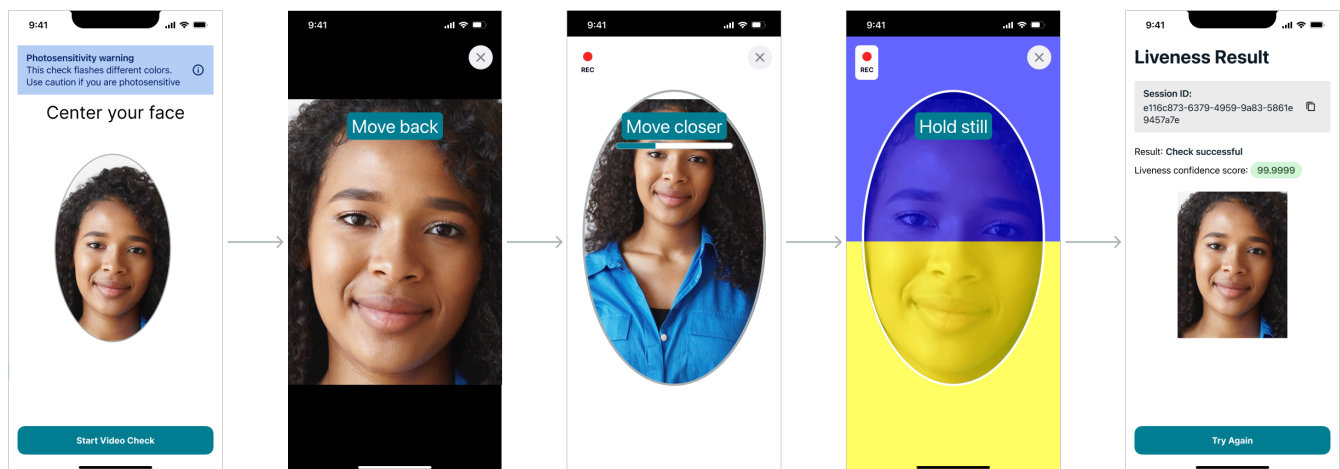 9:41
Photosensitivity warning
This check flashes different colors.
Use caution if you are photosensitive
Center your face
Start Video Check
9:41
Move back
9:41
REC
Move closer
9:41
REC
Hold still
9:41
Liveness Result
Session ID:
e116c873-6379-4959-9a83-5861e
9457a7e
Result: Check successful
Liveness confidence score: 99.9999
Try Again